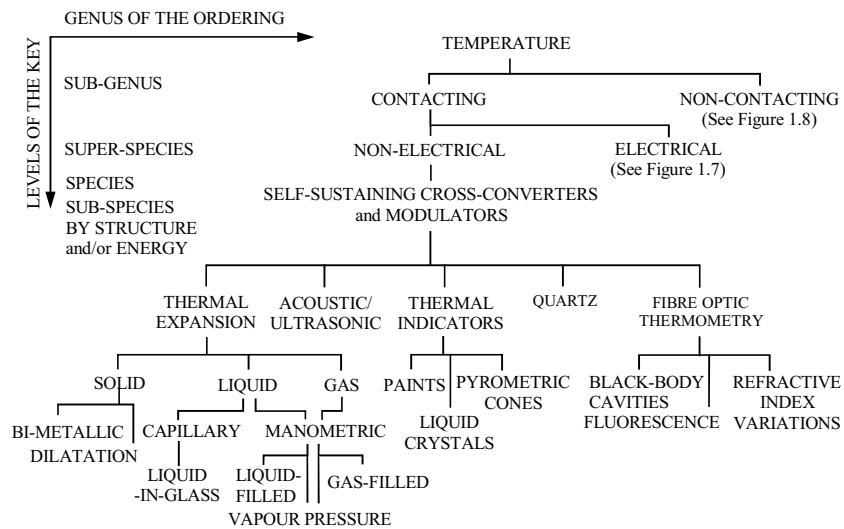 GENUS OF THE ORDERING
LEVELS OF THE KEY
TEMPERATURE
SUB-GENUS
CONTACTING
NON-CONTACTING
(See Figure 1.8)
SUPER-SPECIES
NON-ELECTRICAL
ELECTRICAL
(See Figure 1.7)
SPECIES
SUB-SPECIES
BY STRUCTURE
and/or ENERGY
SELF-SUSTAINING CROSS-CONVERTERS
and MODULATORS
THERMAL
EXPANSION
ACOUSTIC/
ULTRASONIC
THERMAL
INDICATORS
QUARTZ
FIBRE OPTIC
THERMOMETRY
SOLID
LIQUID
GAS
PAINTS
PYROMETRIC
CONES
LIQUID
CRYSTALS
BLACK-BODY
CAVITIES
FLUORESCENCE
REFRACTIVE
INDEX
VARIATIONS
BI-METALLIC
DILATATION
CAPILLARY
MANOMETRIC
LIQUID
-IN-GLASS
LIQUID-
FILLED
GAS-FILLED
VAPOUR PRESSURE